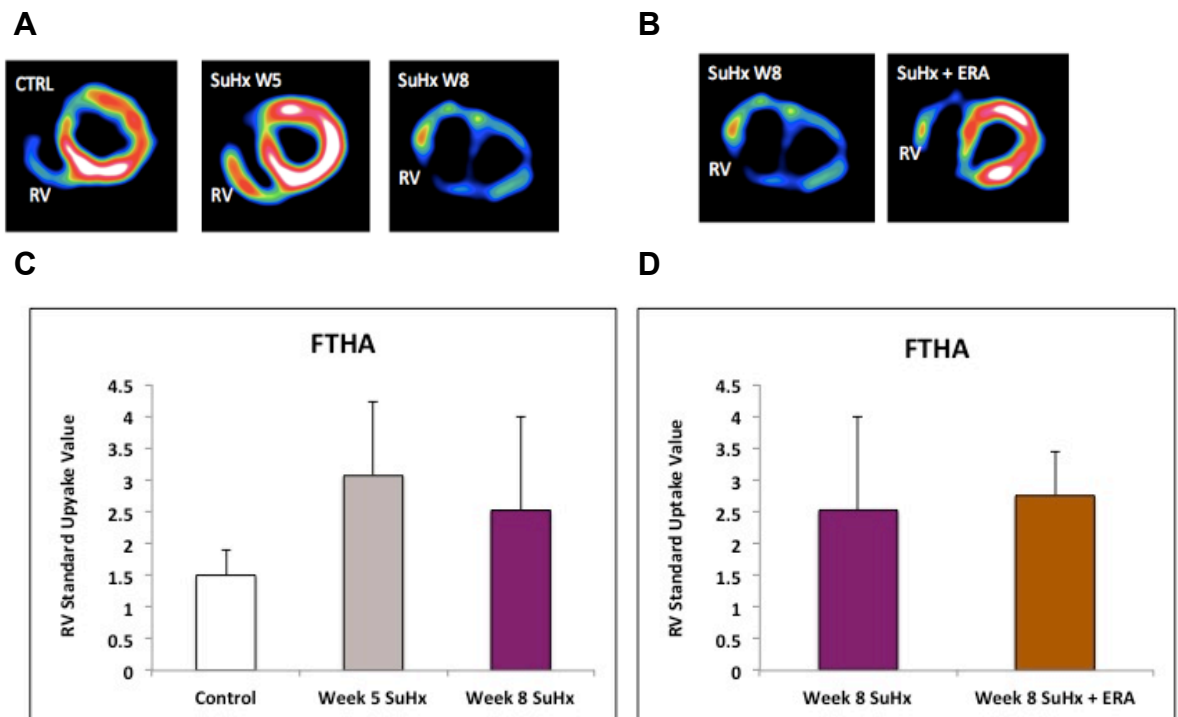 A
CTRL
RV
SuHx W5
RV
SuHx W8
RV
B
SuHx W8
RV
SuHx + ERA
RV
C
FTHA
RV Standard Upyake Value
4.5
4
3.5
3
2.5
2
1.5
1
0.5
0
Control Week 5 SuHx Week 8 SuHx
D
FTHA
RV Standard Uptake Value
4.5
4
3.5
3
2.5
2
1.5
1
0.5
0
Week 8 SuHx Week 8 SuHx + ERA